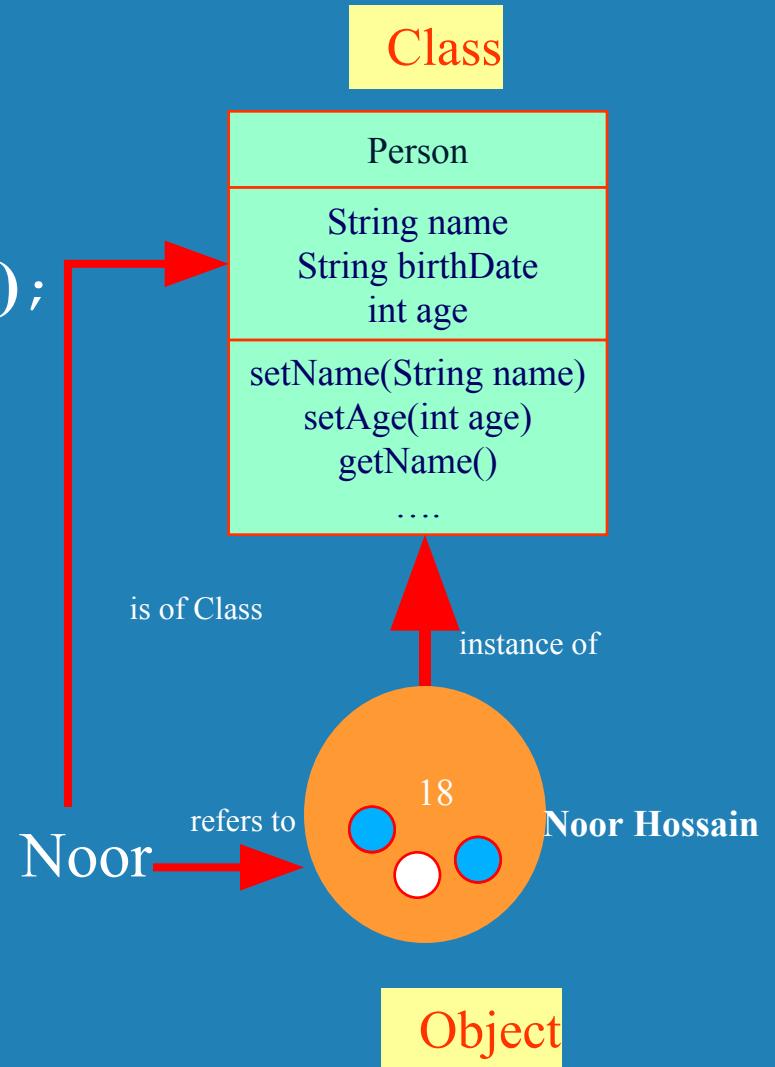 Class
Person
String name
String birthDate
int age
);
setName(String name)
setAge(int age)
getName()
….
is of Class
instance of
18
refers to
Noor Hossain
Noor
Object